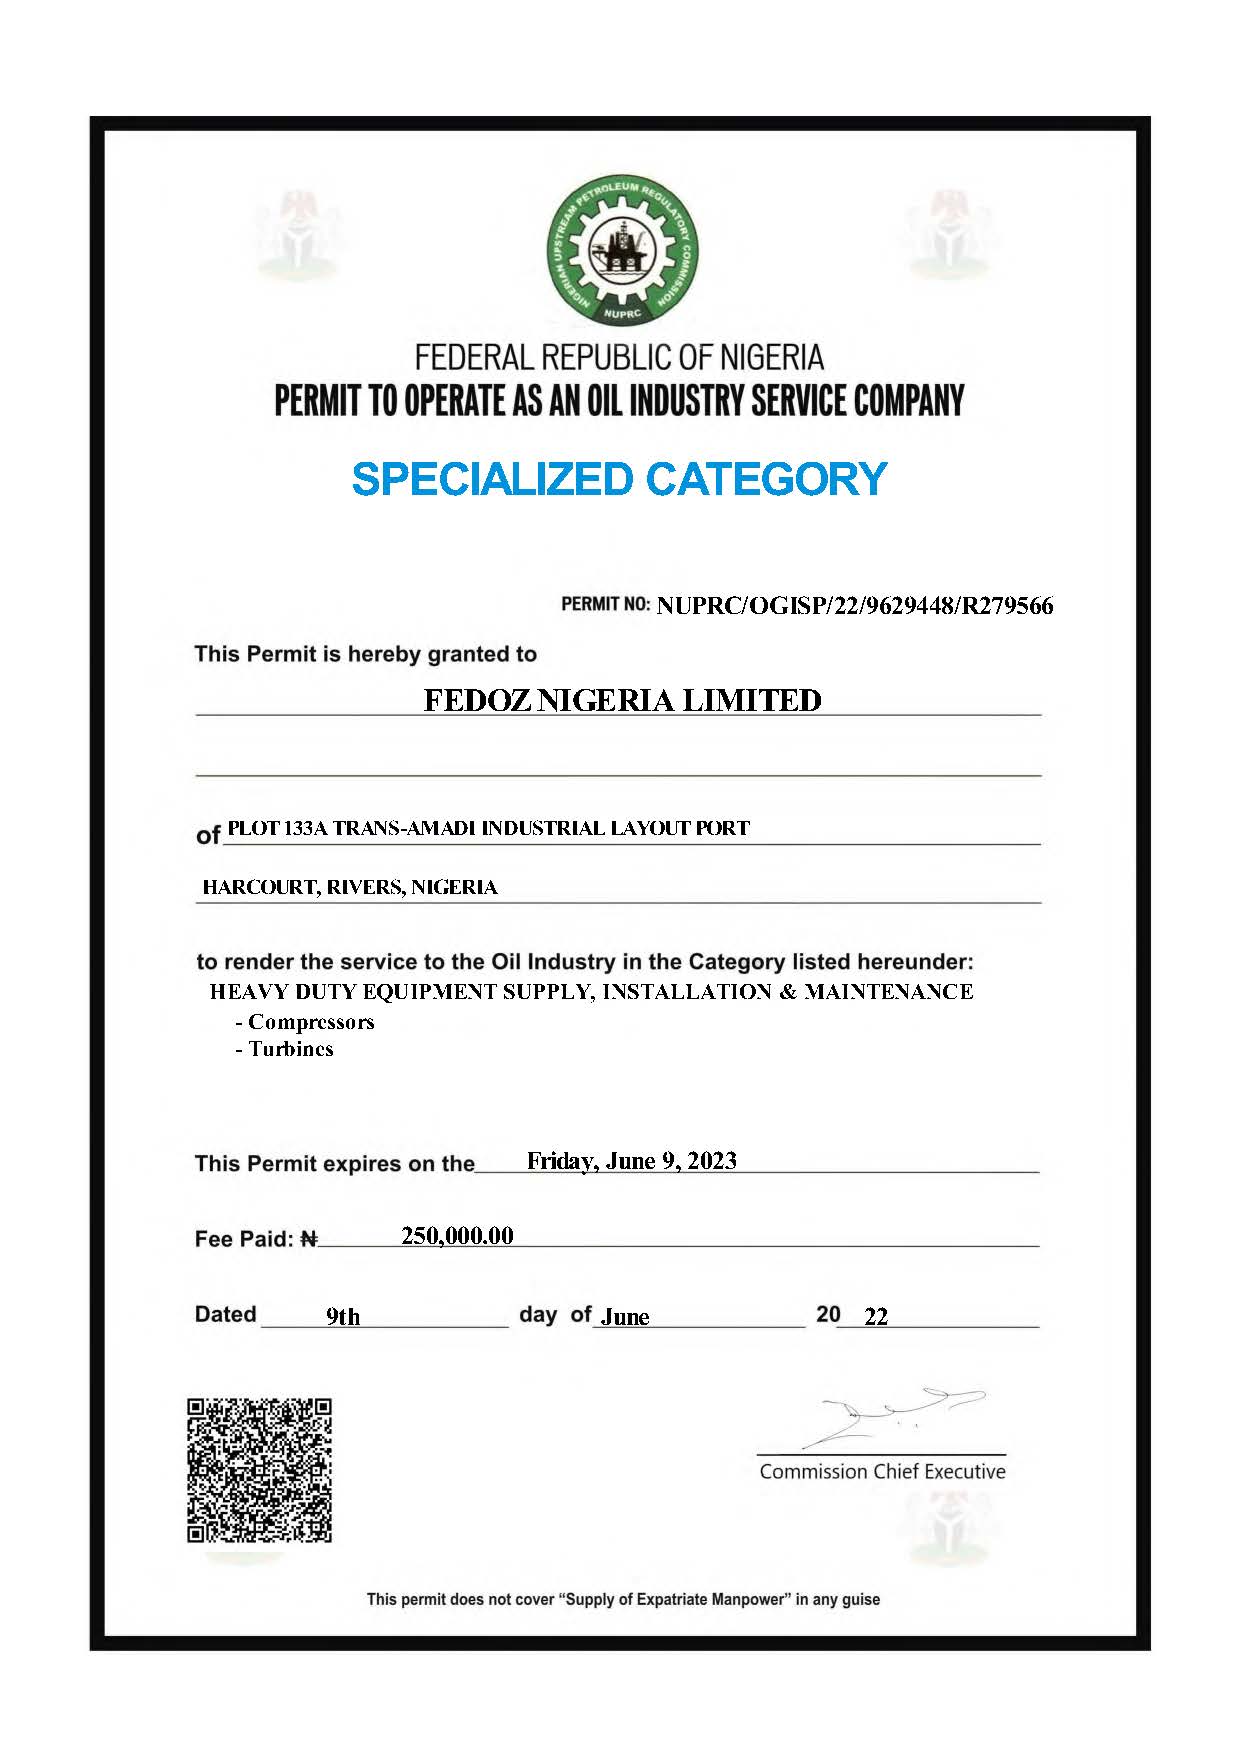 NIGERIAN UPSTREAM PETROLEUM REGULATORY COMMISSION
NUPRC
FEDERAL REPUBLIC OF NIGERIA
PERMIT TO OPERATE AS AN OIL INDUSTRY SERVICE COMPANY
SPECIALIZED CATEGORY
PERMIT NO: NUPRC/OGISP/22/9629448/R279566
This Permit is hereby granted to
FEDOZ NIGERIA LIMITED
of PLOT 133A TRANS-AMADI INDUSTRIAL LAYOUT PORT
HARCOURT, RIVERS, NIGERIA
to render the service to the Oil Industry in the Category listed hereunder:
HEAVY DUTY EQUIPMENT SUPPLY, INSTALLATION & MAINTENANCE
- Compressors
- Turbines
This Permit expires on the Friday, June 9, 2023
Fee Paid: ₦ 250,000.00
Dated 9th day of June 20 22
Commission Chief Executive
This permit does not cover “Supply of Expatriate Manpower” in any guise